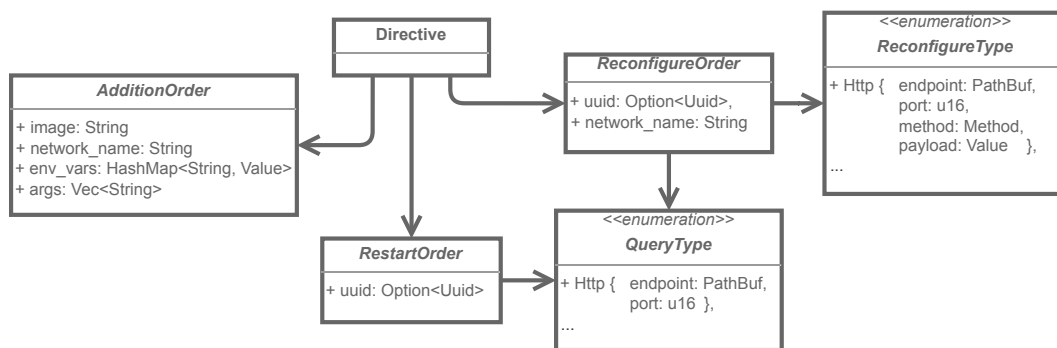 Directive
AdditionOrder
+ image: String
+ network_name: String
+ env_vars: HashMap<String, Value>
+ args: Vec<String>
ReconfigureOrder
+ uuid: Option<Uuid>,
+ network_name: String
<<enumeration>>
ReconfigureType
+ Http { endpoint: PathBuf,
port: u16,
method: Method,
payload: Value },
...
RestartOrder
+ uuid: Option<Uuid>
<<enumeration>>
QueryType
+ Http { endpoint: PathBuf,
port: u16 },
...